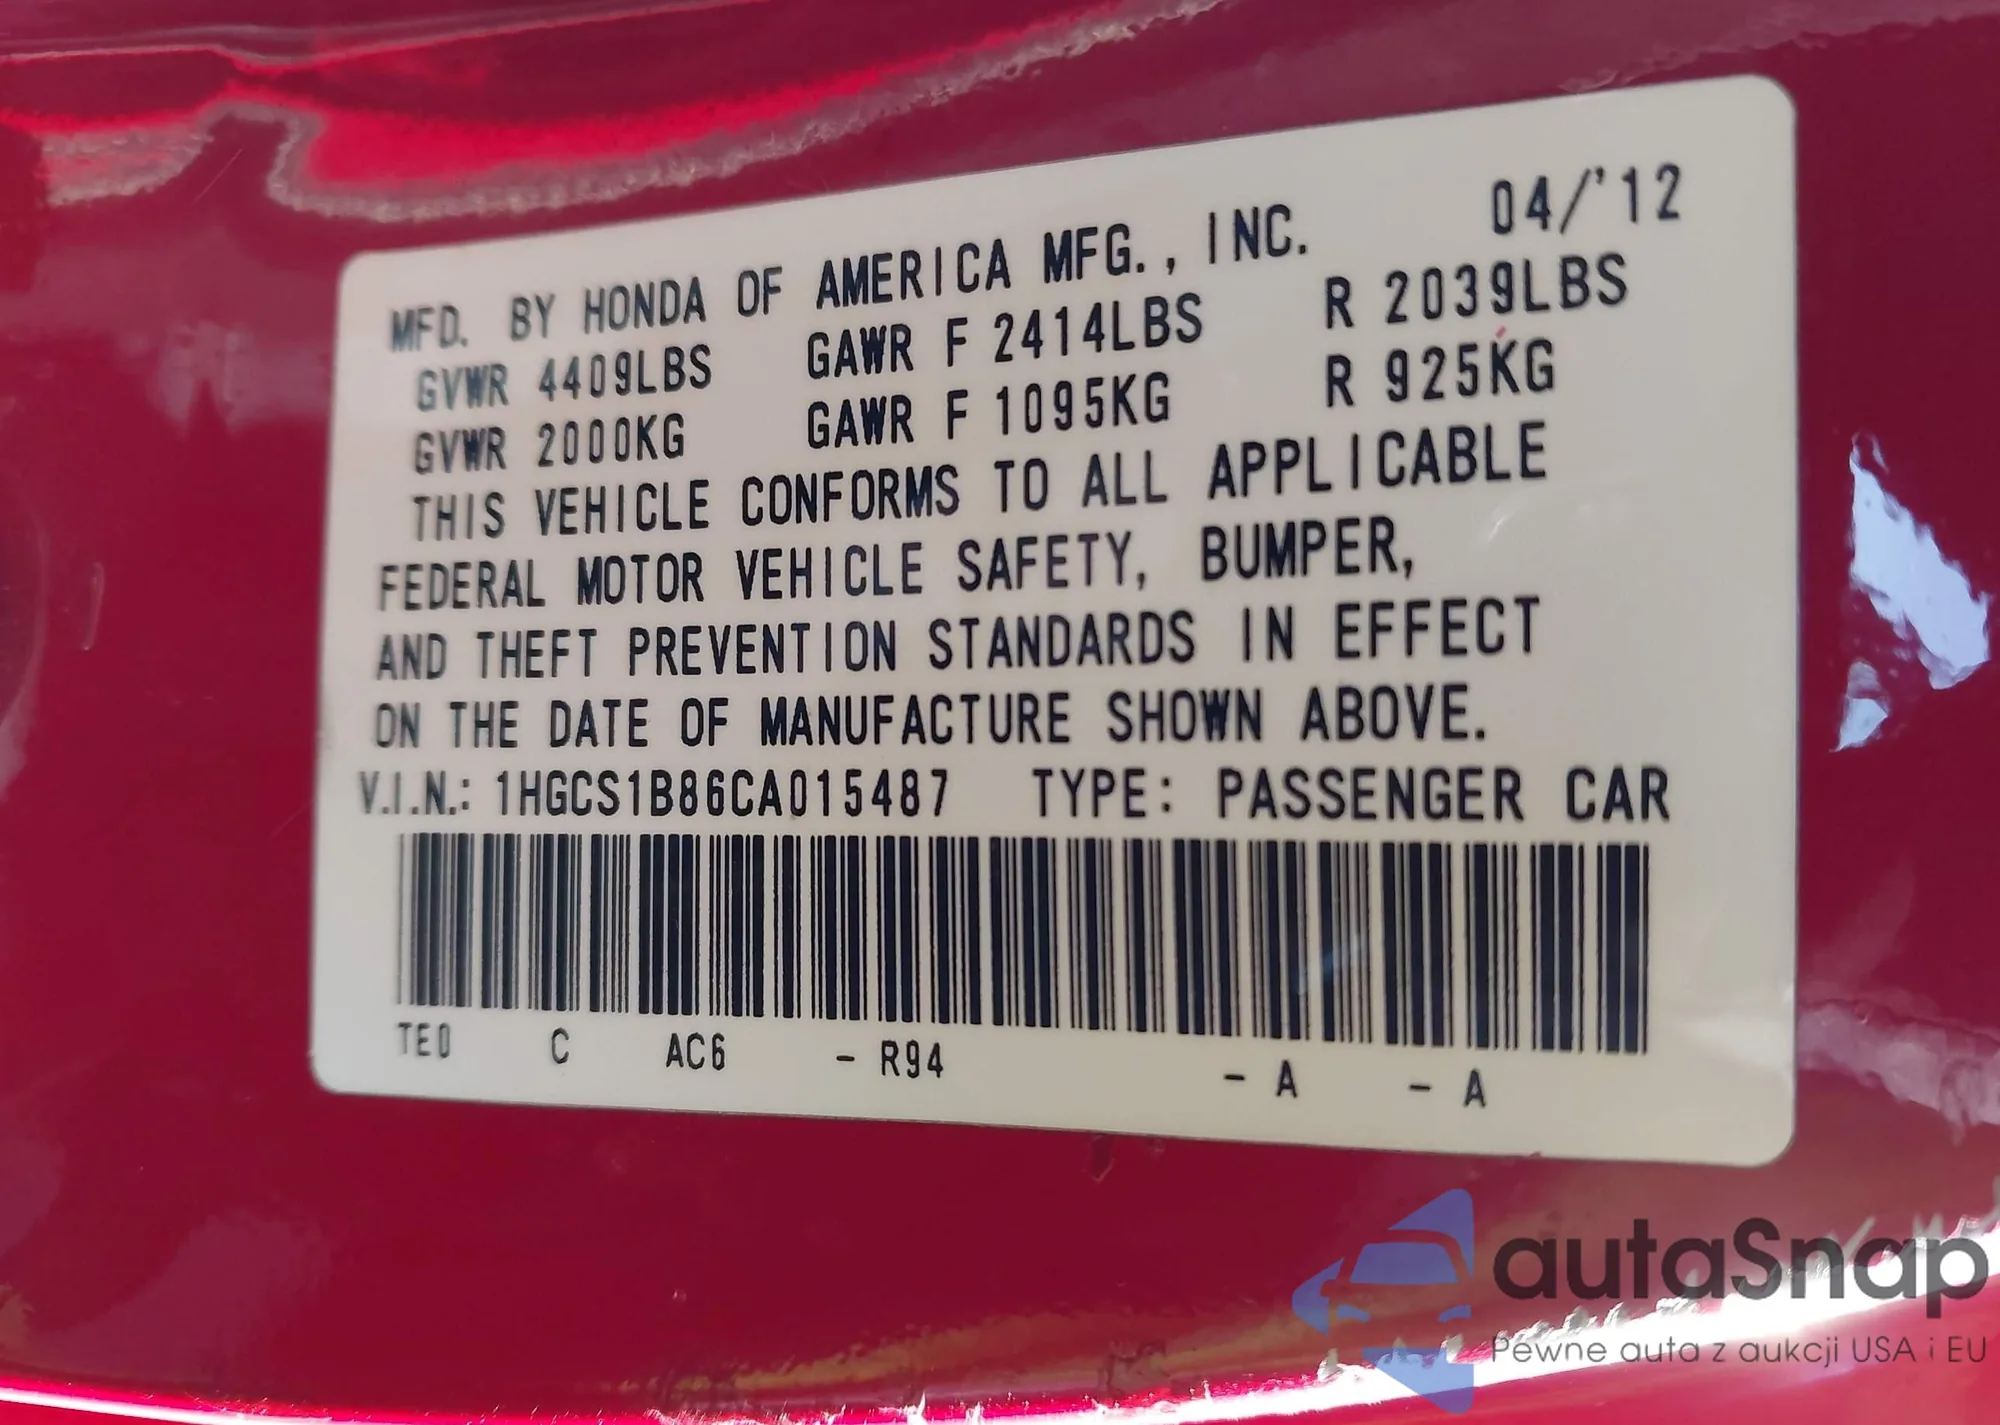 MFD. BY HONDA OF AMERICA MFG., INC. 04/'12
GVWR 4409LBS GAWR F 2414LBS R 2039LBS
GVWR 2000KG GAWR F 1095KG R 925KG
THIS VEHICLE CONFORMS TO ALL APPLICABLE
FEDERAL MOTOR VEHICLE SAFETY, BUMPER,
AND THEFT PREVENTION STANDARDS IN EFFECT
ON THE DATE OF MANUFACTURE SHOWN ABOVE.
V.I.N.: 1HGCS1B86CA015487 TYPE: PASSENGER CAR
TE0 C AC6 - R94 - A - A
autaSnap
Pewne auta z aukcji USA i EU